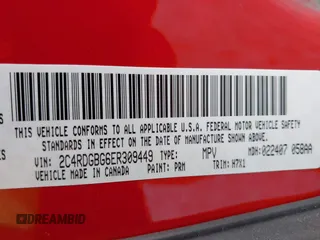 THIS VEHICLE CONFORMS TO ALL APPLICABLE U.S.A. FEDERAL MOTOR VEHICLE SAFETY
STANDARDS IN EFFECT ON THE DATE OF MANUFACTURE SHOWN ABOVE.
VIN: 2C4RDGBG6ER309449 TYPE: MPV MDH: 022407 058AA
VEHICLE MADE IN CANADA PAINT: PRM TRIM: H7X1
DREAMBID